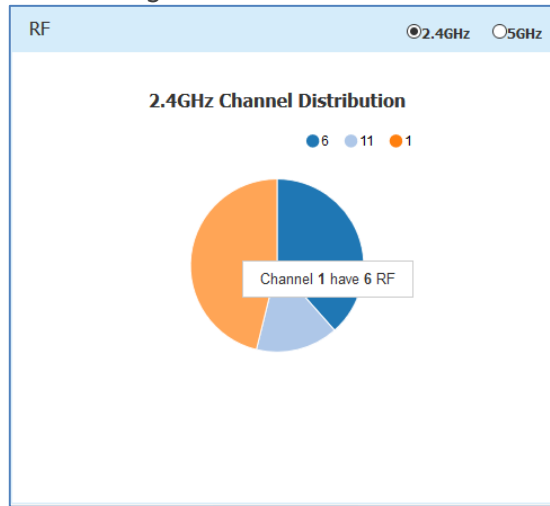 RF 2.4GHz 5GHz
2.4GHz Channel Distribution
6 11 1
Channel 1 have 6 RF